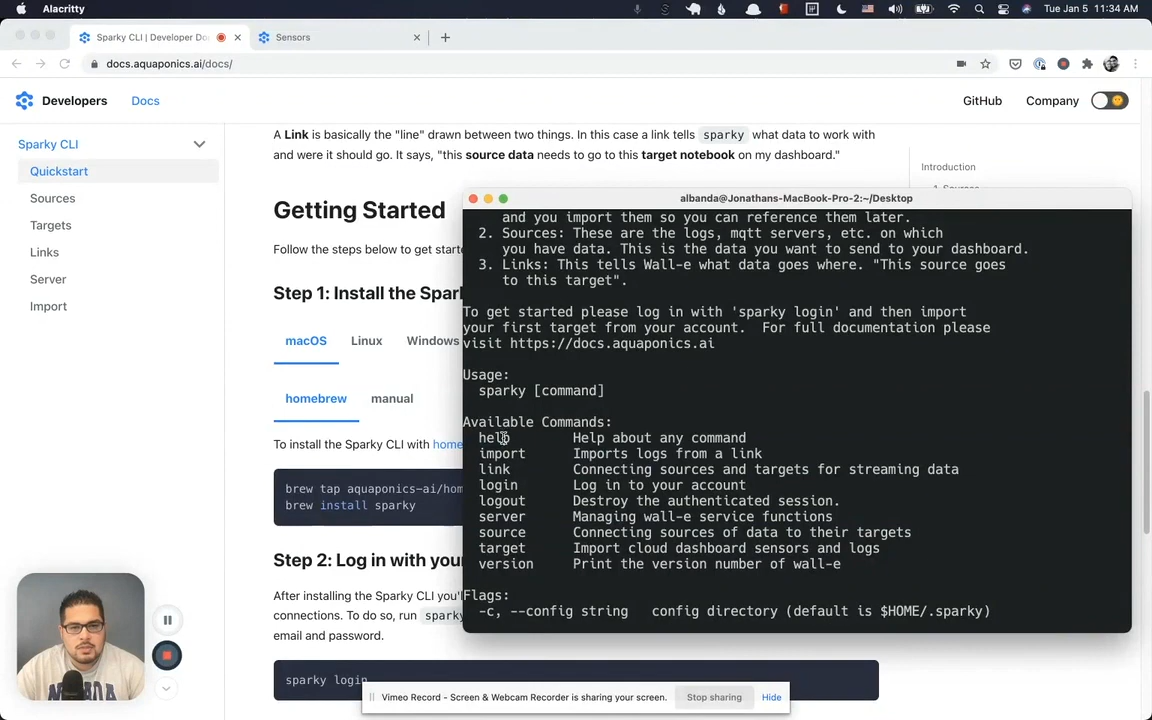 Alacritty
Tue Jan 5 11:34 AM
Sparky CLI | Developer Do
Sensors
docs.aquaponics.ai/docs/
Developers
Docs
GitHub
Company
Sparky CLI
Quickstart
Sources
Targets
Links
Server
Import
A Link is basically the "line" drawn between two things. In this case a link tells sparky what data to work with
and were it should go. It says, "this source data needs to go to this target notebook on my dashboard."
Introduction
1. Sources
Getting Started
Follow the steps below to get starte
Step 1: Install the Spar
macOS
Linux
Windows
homebrew
manual
To install the Sparky CLI with home
brew tap aquaponics-ai/hom
brew install sparky
Step 2: Log in with your
After installing the Sparky CLI you'l
connections. To do so, run sparky
email and password.
sparky login
albanda@Jonathans-MacBook-Pro-2:~/Desktop
and you import them so you can reference them later.
2. Sources: These are the logs, mqtt servers, etc. on which
you have data. This is the data you want to send to your dashboard.
3. Links: This tells Wall-e what data goes where. "This source goes
to this target".
To get started please log in with 'sparky login' and then import
your first target from your account. For full documentation please
visit https://docs.aquaponics.ai
Usage:
sparky [command]
Available Commands:
help Help about any command
import Imports logs from a link
link Connecting sources and targets for streaming data
login Log in to your account
logout Destroy the authenticated session.
server Managing wall-e service functions
source Connecting sources of data to their targets
target Import cloud dashboard sensors and logs
version Print the version number of wall-e
Flags:
-c, --config string config directory (default is $HOME/.sparky)
Vimeo Record - Screen & Webcam Recorder is sharing your screen.
Stop sharing
Hide